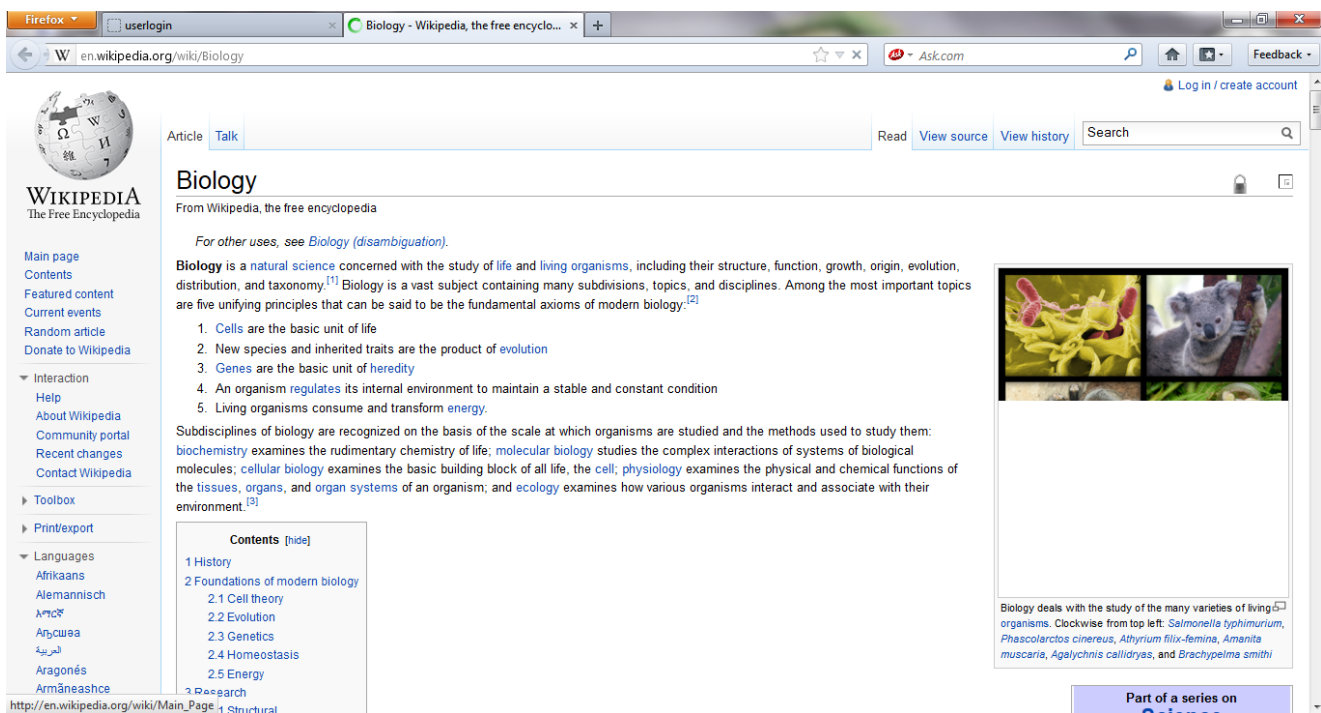 Firefox
userlogin
Biology - Wikipedia, the free encyclo...
en.wikipedia.org/wiki/Biology
Ask.com
Feedback
Log in / create account
Article Talk
Read View source View history Search
WIKIPEDIA
The Free Encyclopedia
Main page
Contents
Featured content
Current events
Random article
Donate to Wikipedia
Interaction
Help
About Wikipedia
Community portal
Recent changes
Contact Wikipedia
Toolbox
Print/export
Languages
Afrikaans
Alemannisch
አማርኛ
Аҧсшәа
العربية
Aragonés
Armãneashce
Biology
From Wikipedia, the free encyclopedia
For other uses, see Biology (disambiguation).
Biology is a natural science concerned with the study of life and living organisms, including their structure, function, growth, origin, evolution,
distribution, and taxonomy.[1] Biology is a vast subject containing many subdivisions, topics, and disciplines. Among the most important topics
are five unifying principles that can be said to be the fundamental axioms of modern biology:[2]
1. Cells are the basic unit of life
2. New species and inherited traits are the product of evolution
3. Genes are the basic unit of heredity
4. An organism regulates its internal environment to maintain a stable and constant condition
5. Living organisms consume and transform energy.
Subdisciplines of biology are recognized on the basis of the scale at which organisms are studied and the methods used to study them:
biochemistry examines the rudimentary chemistry of life; molecular biology studies the complex interactions of systems of biological
molecules; cellular biology examines the basic building block of all life, the cell; physiology examines the physical and chemical functions of
the tissues, organs, and organ systems of an organism; and ecology examines how various organisms interact and associate with their
environment.[3]
Contents [hide]
1 History
2 Foundations of modern biology
2.1 Cell theory
2.2 Evolution
2.3 Genetics
2.4 Homeostasis
2.5 Energy
3 Research
1 Structural
Biology deals with the study of the many varieties of living
organisms. Clockwise from top left: Salmonella typhimurium,
Phascolarctos cinereus, Athyrium filix-femina, Amanita
muscaria, Agalychnis callidryas, and Brachypelma smithi
Part of a series on
Science
http://en.wikipedia.org/wiki/Main_Page